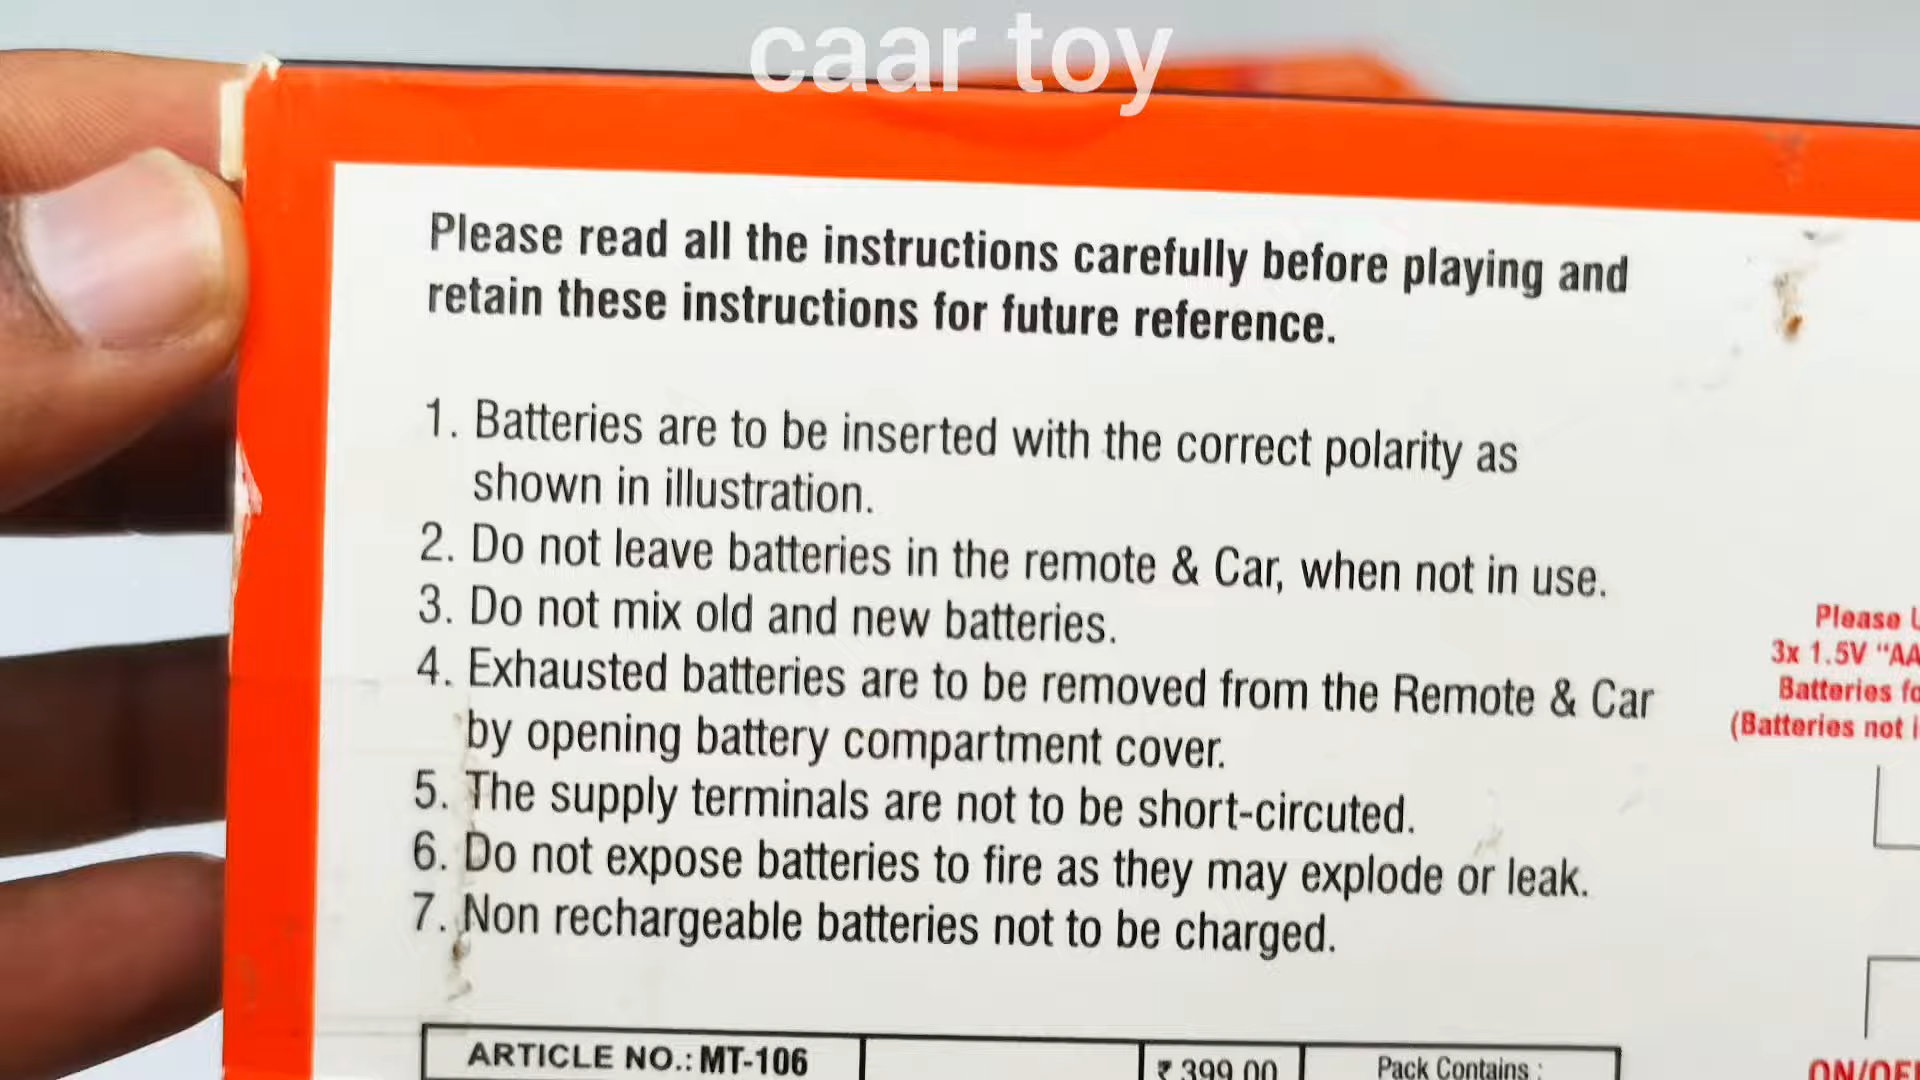 caar toy
Please read all the instructions carefully before playing and
retain these instructions for future reference.
1. Batteries are to be inserted with the correct polarity as
shown in illustration.
2. Do not leave batteries in the remote & Car, when not in use.
3. Do not mix old and new batteries.
4. Exhausted batteries are to be removed from the Remote & Car
by opening battery compartment cover.
5. The supply terminals are not to be short-circuted.
6. Do not expose batteries to fire as they may explode or leak.
7. Non rechargeable batteries not to be charged.
Please
3x 1.5V "AA
Batteries
(Batteries not
ARTICLE NO.: MT-106
₹ 399.00
Pack Contains :